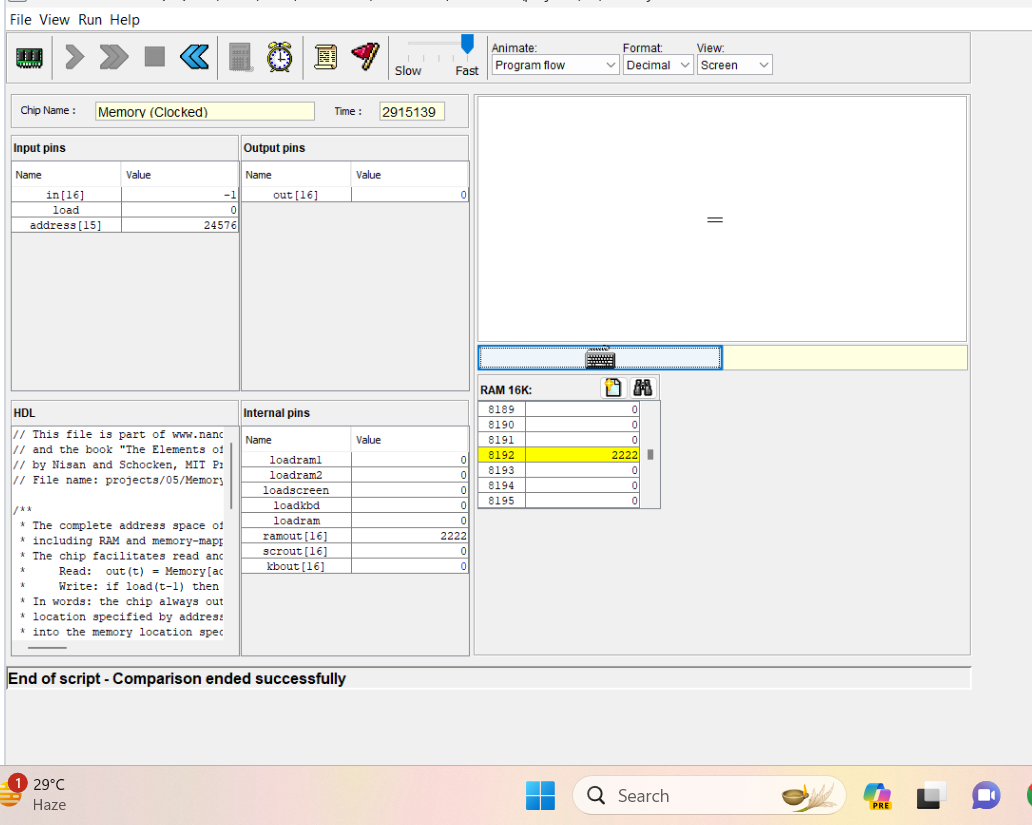 File View Run Help
Slow Fast
Animate:
Program flow
Format:
Decimal
View:
Screen
Chip Name :
Memory (Clocked)
Time :
2915139
Input pins
Name Value
in[16] -1
load 0
address[15] 24576
Output pins
Name Value
out[16] 0
HDL
// This file is part of www.nand
// and the book "The Elements of
// by Nisan and Schocken, MIT
// File name: projects/05/Memory
/**
* The complete address space of
* including RAM and memory-mapp
* The chip facilitates read and
* Read: out(t) = Memory[ad
* Write: if load(t-1) then
* In words: the chip always out
* location specified by address
* into the memory location spec
Internal pins
Name Value
loadram1 0
loadram2 0
loadscreen 0
loadkbd 0
loadram 0
ramout[16] 2222
scrout[16] 0
kbout[16] 0
RAM 16K:
8189 0
8190 0
8191 0
8192 2222
8193 0
8194 0
8195 0
End of script - Comparison ended successfully
1
29°C
Haze
Search
PRE